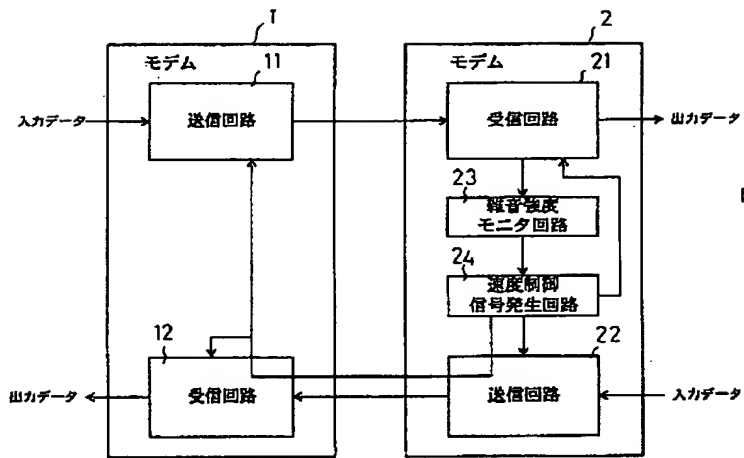 1
2
モデム
11
モデム
21
入力データ
送信回路
受信回路
出力データ
23
雑音強度
モニタ回路
24
速度制御
信号発生回路
12
22
出力データ
受信回路
送信回路
入力データ